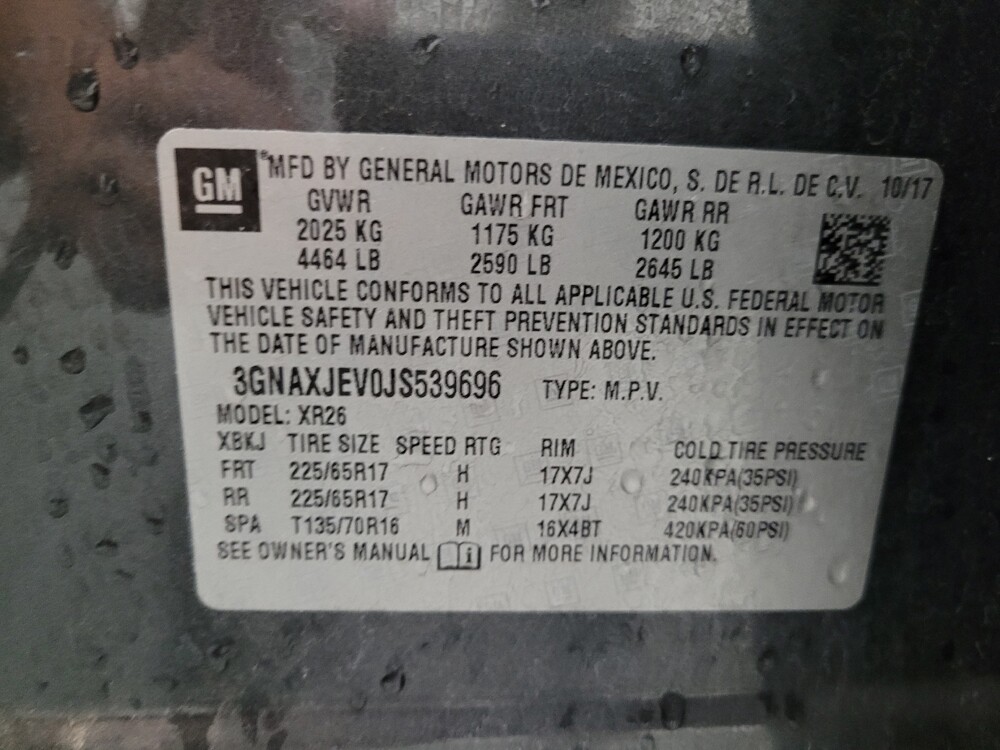 GM
MFD BY GENERAL MOTORS DE MEXICO, S. DE R.L. DE C.V. 10/17
GVWR GAWR FRT GAWR RR
2025 KG 1175 KG 1200 KG
4464 LB 2590 LB 2645 LB
THIS VEHICLE CONFORMS TO ALL APPLICABLE U.S. FEDERAL MOTOR
VEHICLE SAFETY AND THEFT PREVENTION STANDARDS IN EFFECT ON
THE DATE OF MANUFACTURE SHOWN ABOVE.
3GNAXJEV0JS539696 TYPE: M.P.V.
MODEL: XR26
XBKJ TIRE SIZE SPEED RTG RIM COLD TIRE PRESSURE
FRT 225/65R17 H 17X7J 240KPA(35PSI)
RR 225/65R17 H 17X7J 240KPA(35PSI)
SPA T135/70R16 M 16X4BT 420KPA(60PSI)
SEE OWNER'S MANUAL FOR MORE INFORMATION.